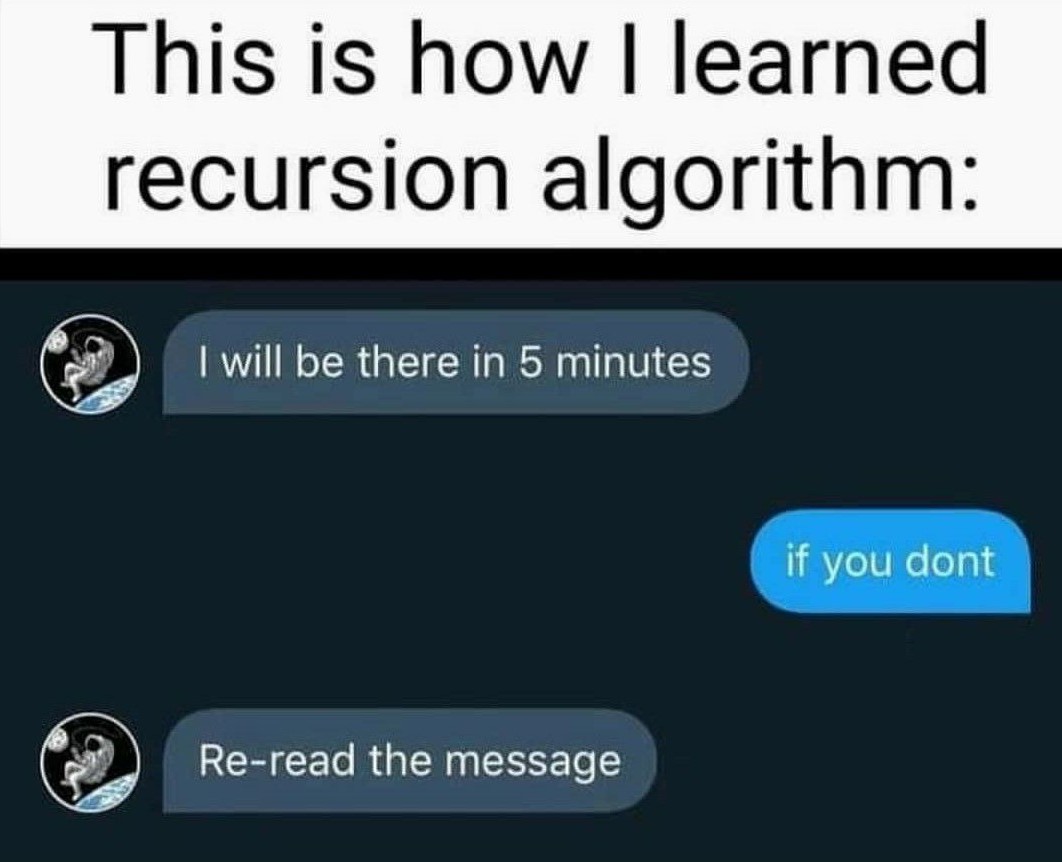 This is how I learned
recursion algorithm:
I will be there in 5 minutes
if you dont
Re-read the message